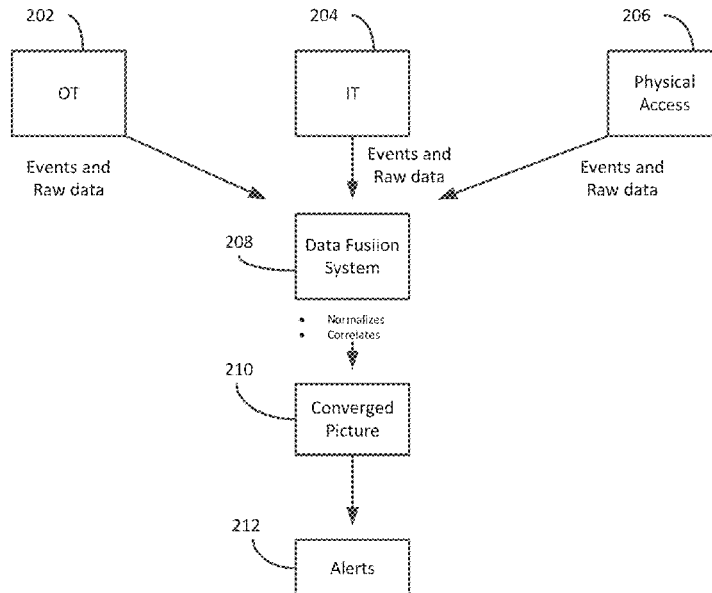 202
204
206
OT
IT
Physical
Access
Events and
Raw data
Events and
Raw data
Events and
Raw data
208
Data Fusiion
System
• Normalizes
• Correlates
210
Converged
Picture
212
Alerts